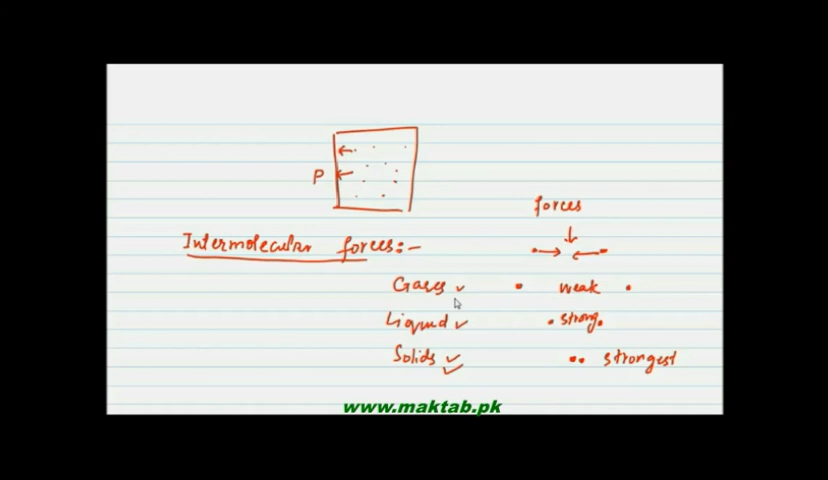 P
forces
Intermolecular forces:-
Gases weak
Liquid strong
Solids strongest
www.maktab.pk